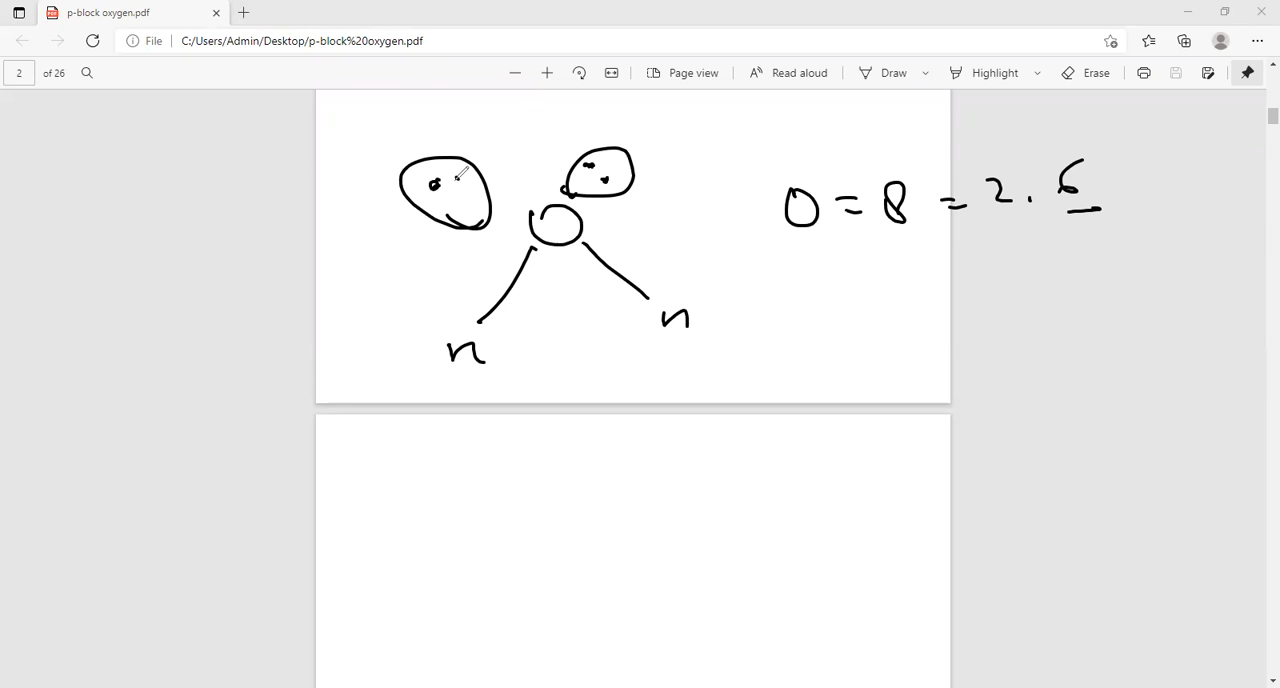 p-block oxygen.pdf
File C:/Users/Admin/Desktop/p-block%20oxygen.pdf
2 of 26 Page view Read aloud Draw Highlight Erase
O = 8 = 2. 6
O
n
n